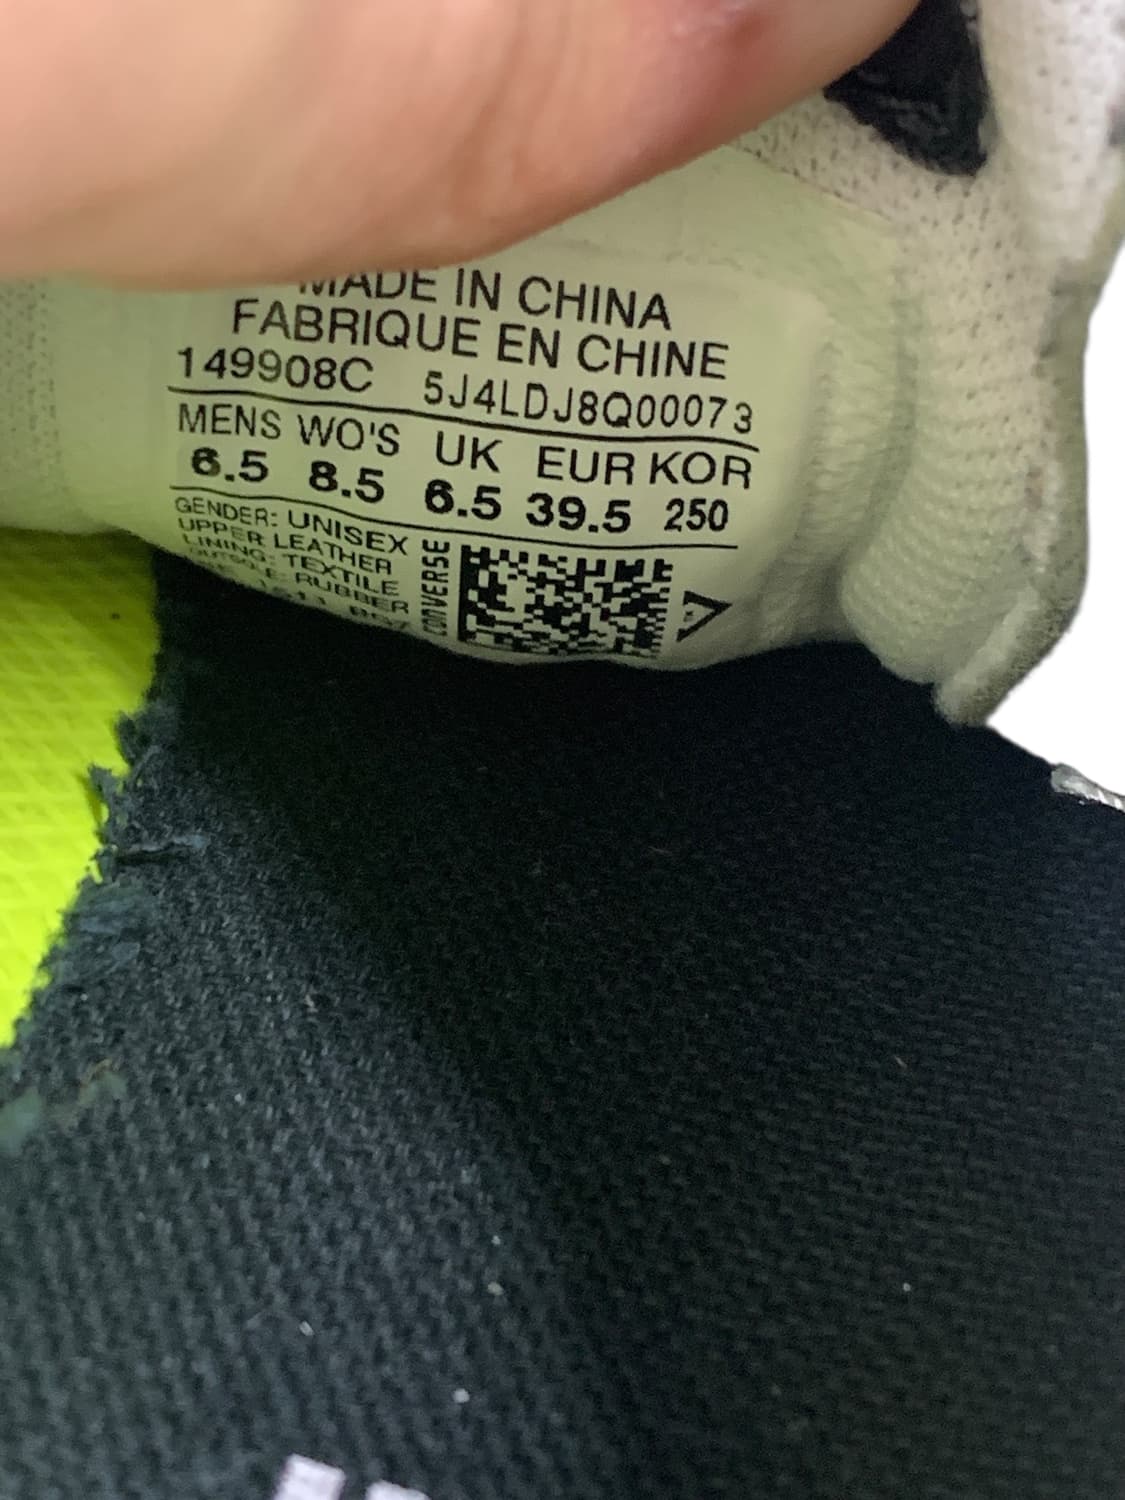 MADE IN CHINA
FABRIQUE EN CHINE
149908C 5J4LDJ8Q00073
MENS WO'S UK EUR KOR
6.5 8.5 6.5 39.5 250
GENDER: UNISEX
UPPER LEATHER
LINING: TEXTILE
OUTSOLE: RUBBER
CONVERSE